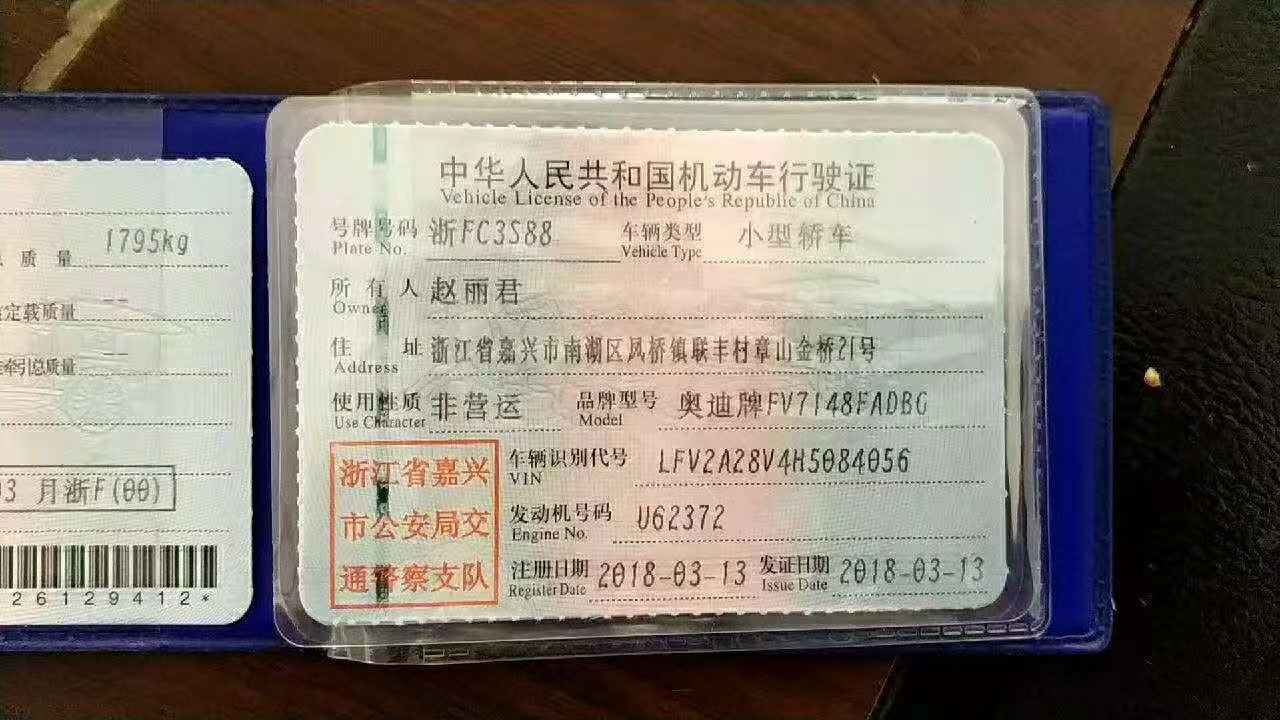 质 量 1795kg
定载质量 --
牵引总质量 --
03 月浙F(00)
26129412*
中华人民共和国机动车行驶证
Vehicle License of the People's Republic of China
号牌号码 浙FC3S88 车辆类型 小型轿车
Plate No. Vehicle Type
所有人 赵丽君
Owner
住 址 浙江省嘉兴市南湖区凤桥镇联丰村章山金桥21号
Address
使用性质 非营运 品牌型号 奥迪牌FV7148FADBG
Use Character Model
浙江省嘉兴
市公安局交
通警察支队
车辆识别代号 LFV2A28V4H5084056
VIN
发动机号码 U62372
Engine No.
注册日期 2018-03-13 发证日期 2018-03-13
Register Date Issue Date